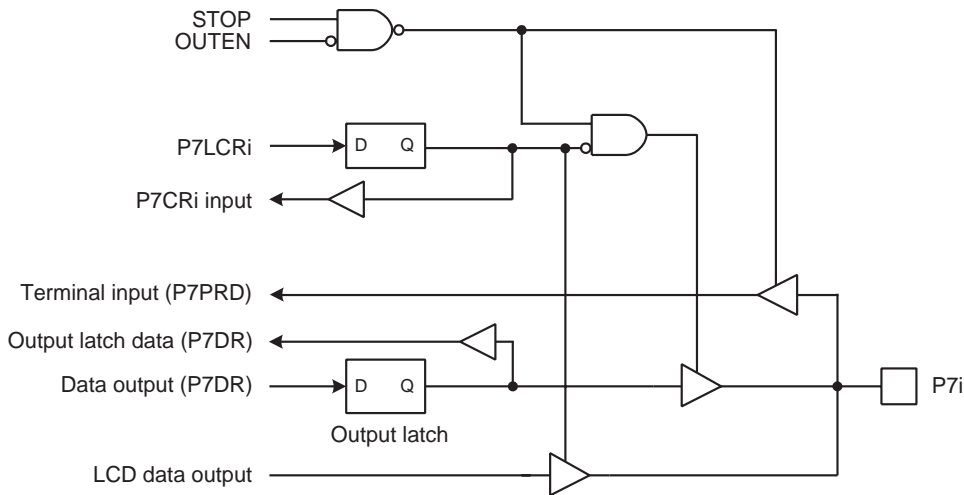 STOP
OUTEN
P7LCRi
D Q
P7CRi input
Terminal input (P7PRD)
Output latch data (P7DR)
Data output (P7DR)
D Q
P7i
Output latch
LCD data output